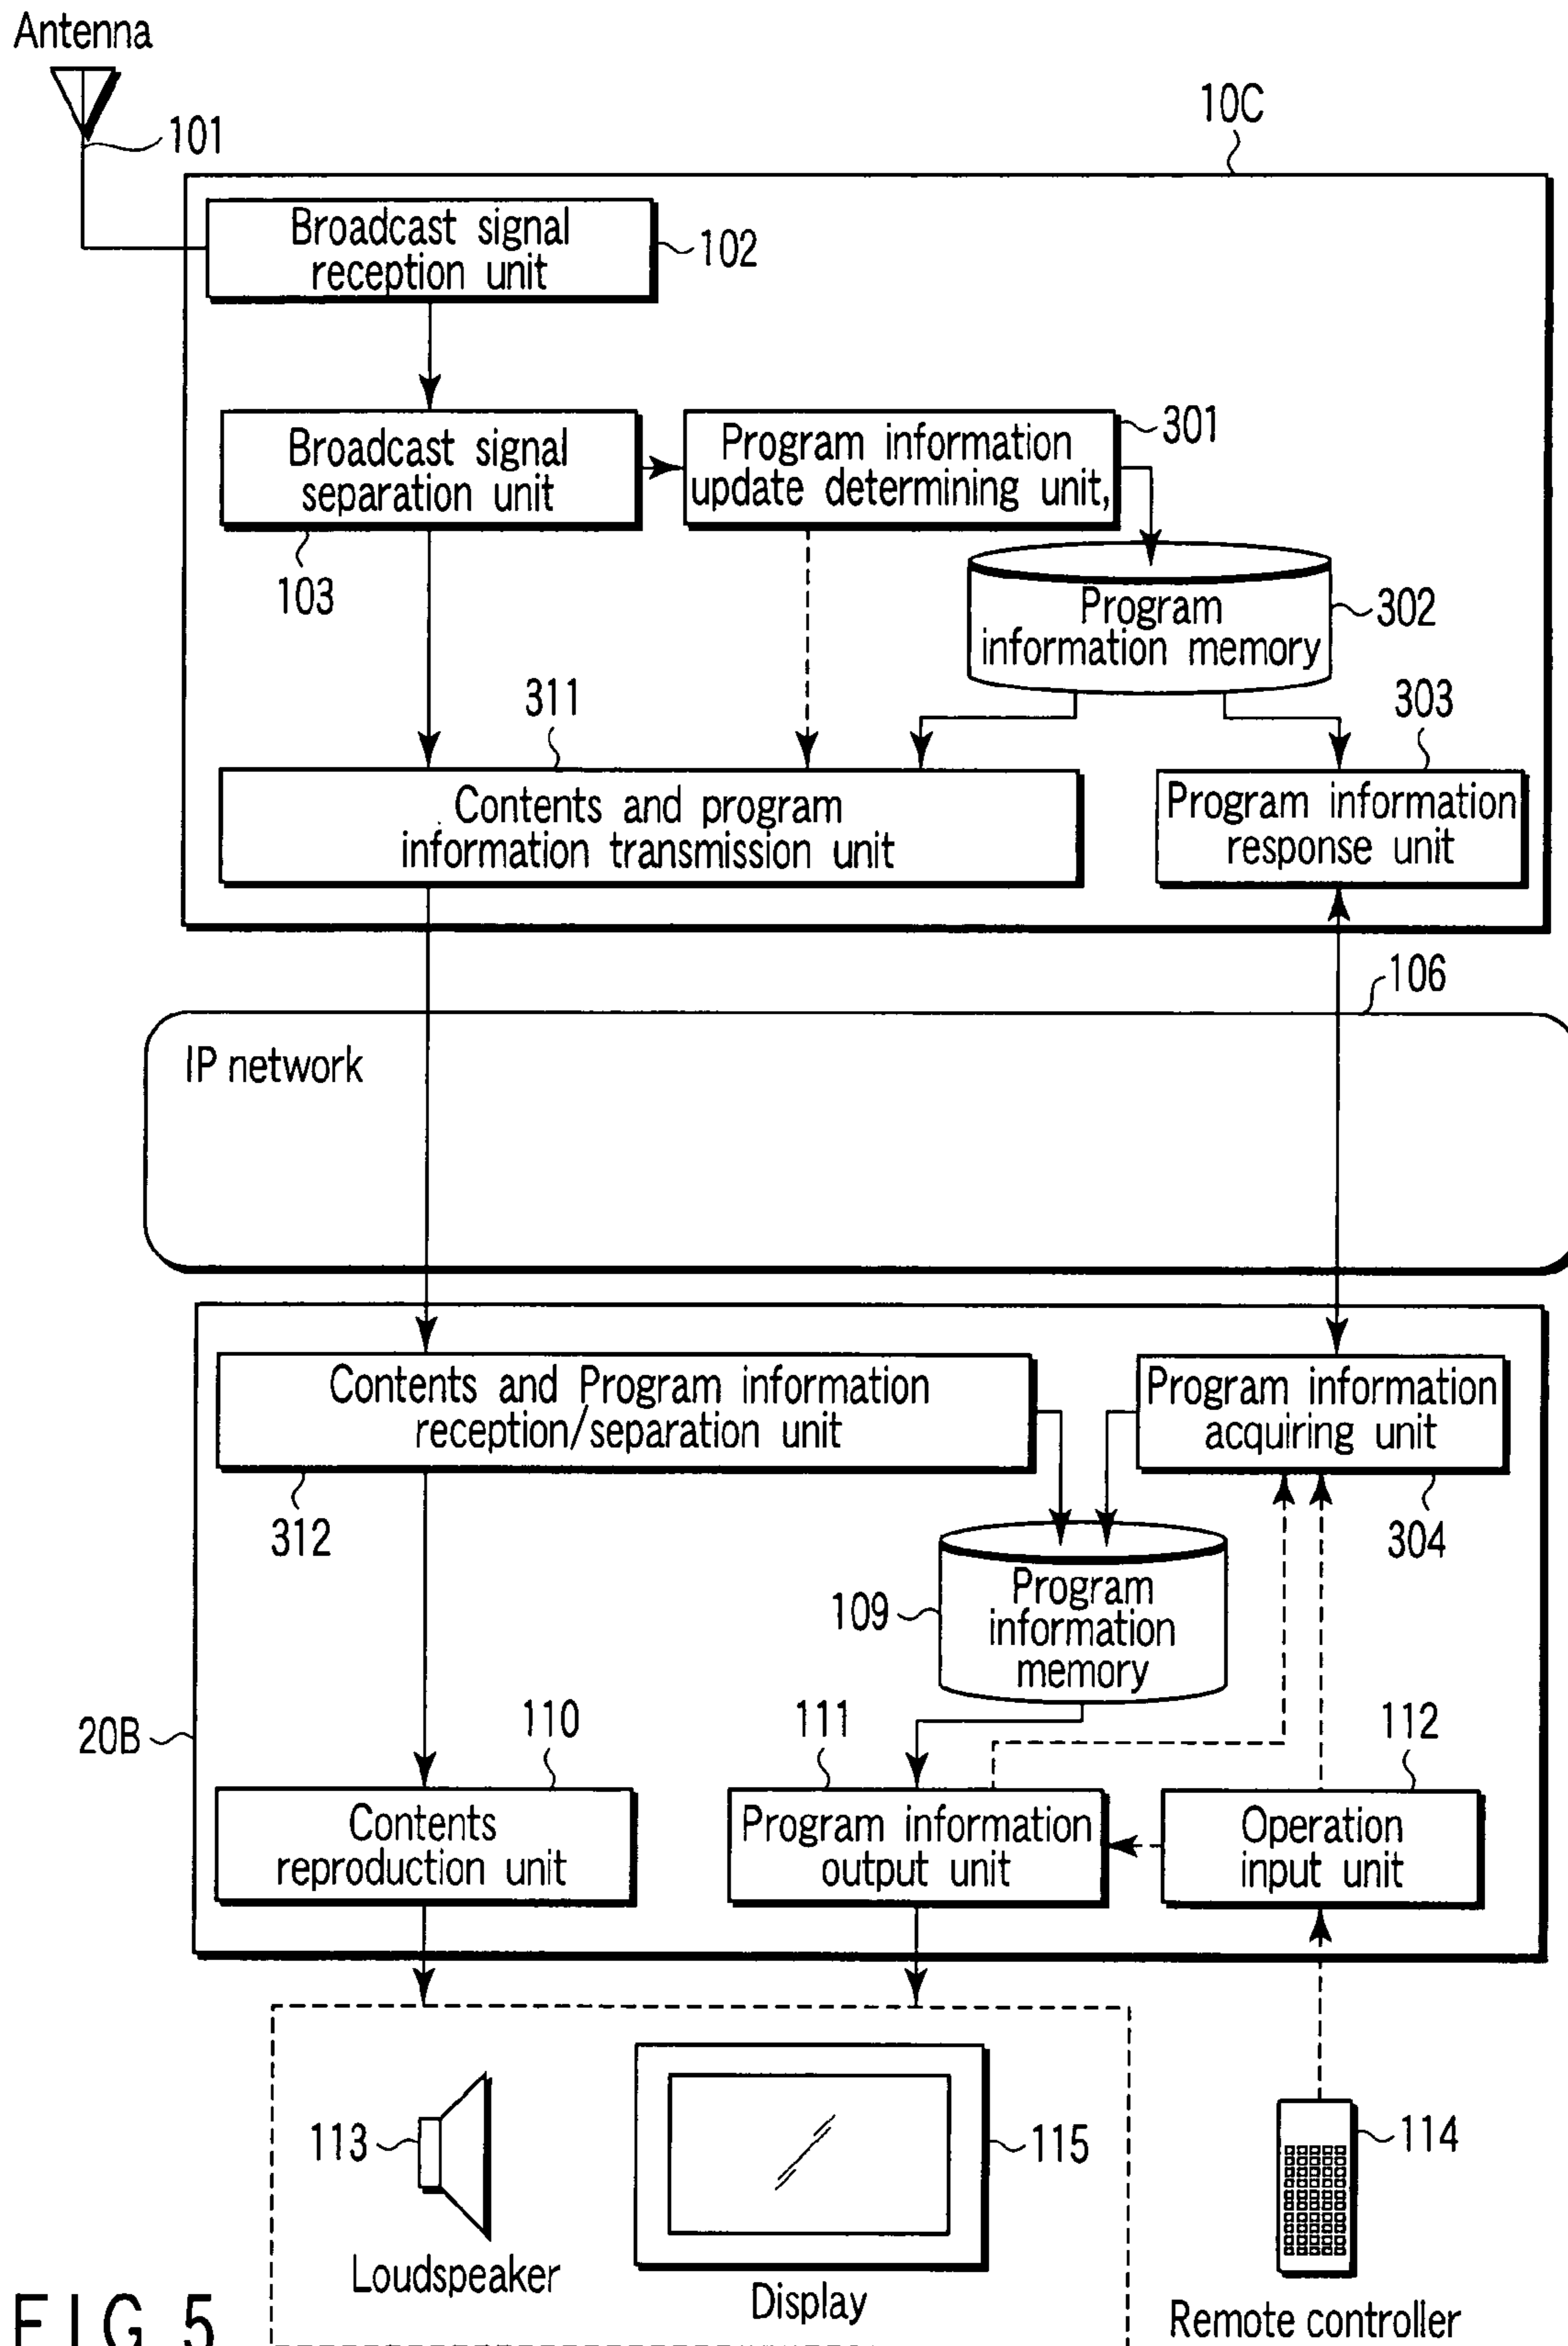 Antenna
101
10C
Broadcast signal
reception unit
102
Broadcast signal
separation unit
103
Program information
update determining unit,
301
Program
information memory
302
311
303
Contents and program
information transmission unit
Program information
response unit
106
IP network
Contents and Program information
reception/separation unit
312
Program information
acquiring unit
304
109
Program
information
memory
20B
110
111
112
Contents
reproduction unit
Program information
output unit
Operation
input unit
113
115
114
Loudspeaker
Display
Remote controller
FIG. 5